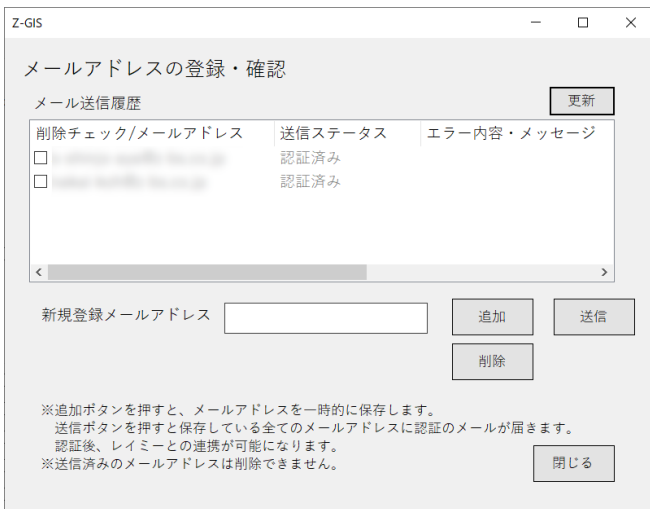 Z-GIS
メールアドレスの登録・確認
メール送信履歴
更新
削除チェック/メールアドレス 送信ステータス エラー内容・メッセージ
認証済み
認証済み
新規登録メールアドレス
追加
送信
削除
※追加ボタンを押すと、メールアドレスを一時的に保存します。
送信ボタンを押すと保存している全てのメールアドレスに認証のメールが届きます。
認証後、レイミーとの連携が可能になります。
※送信済みのメールアドレスは削除できません。
閉じる